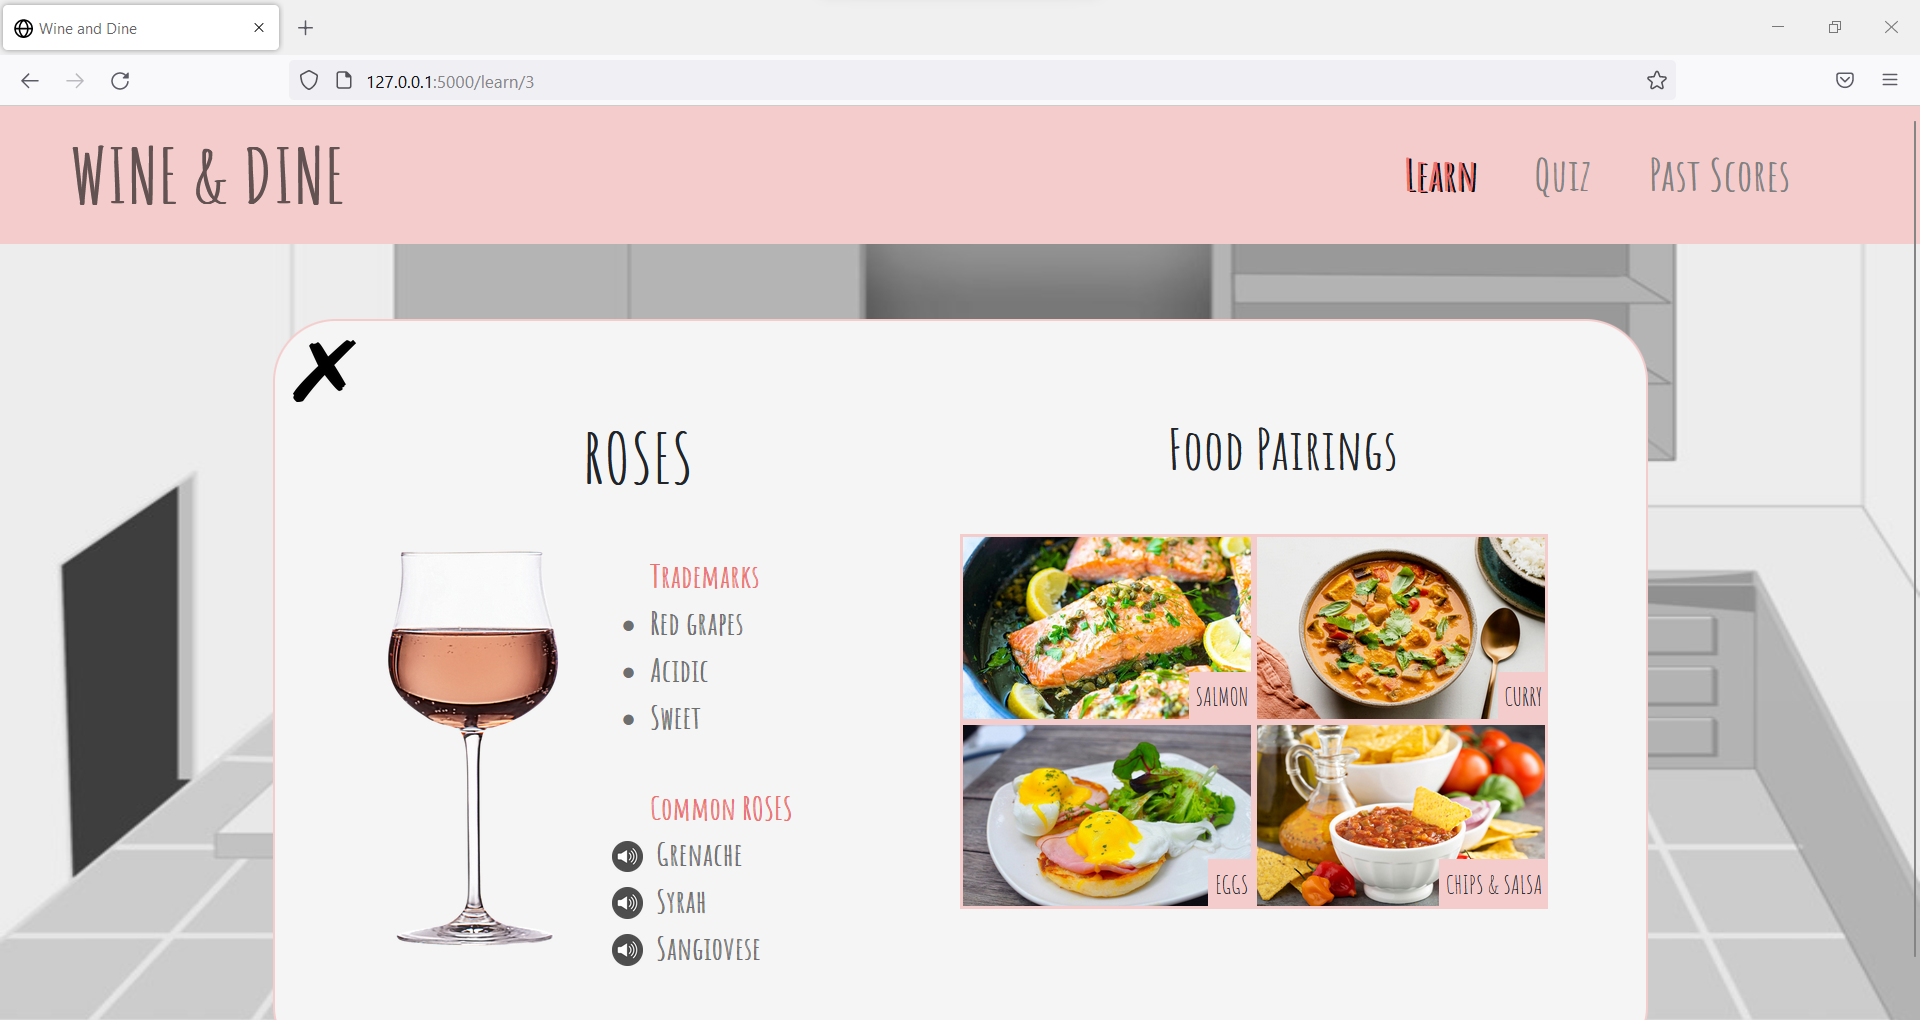 Wine and Dine
127.0.0.1:5000/learn/3
WINE & DINE
Learn
Quiz
Past Scores
ROSES
Trademarks
Red grapes
Acidic
Sweet
Common ROSES
Grenache
Syrah
Sangiovese
Food Pairings
SALMON
CURRY
EGGS
CHIPS & SALSA